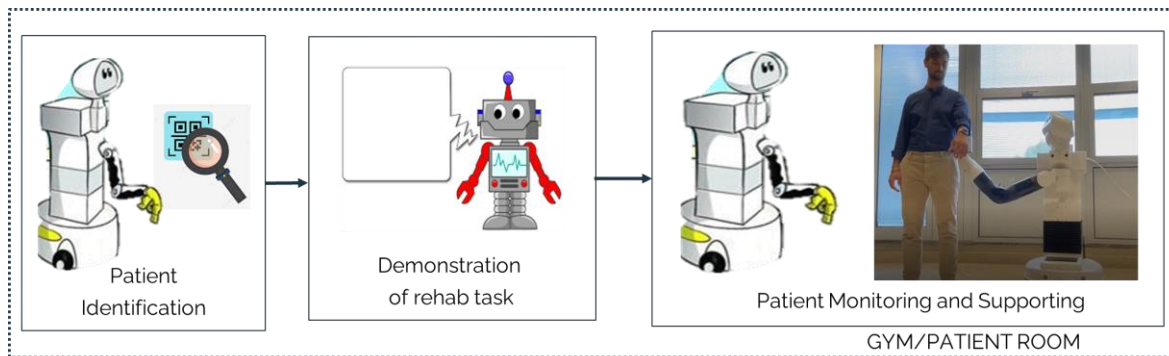 Patient
Identification
Demonstration
of rehab task
Patient Monitoring and Supporting
GYM/PATIENT ROOM